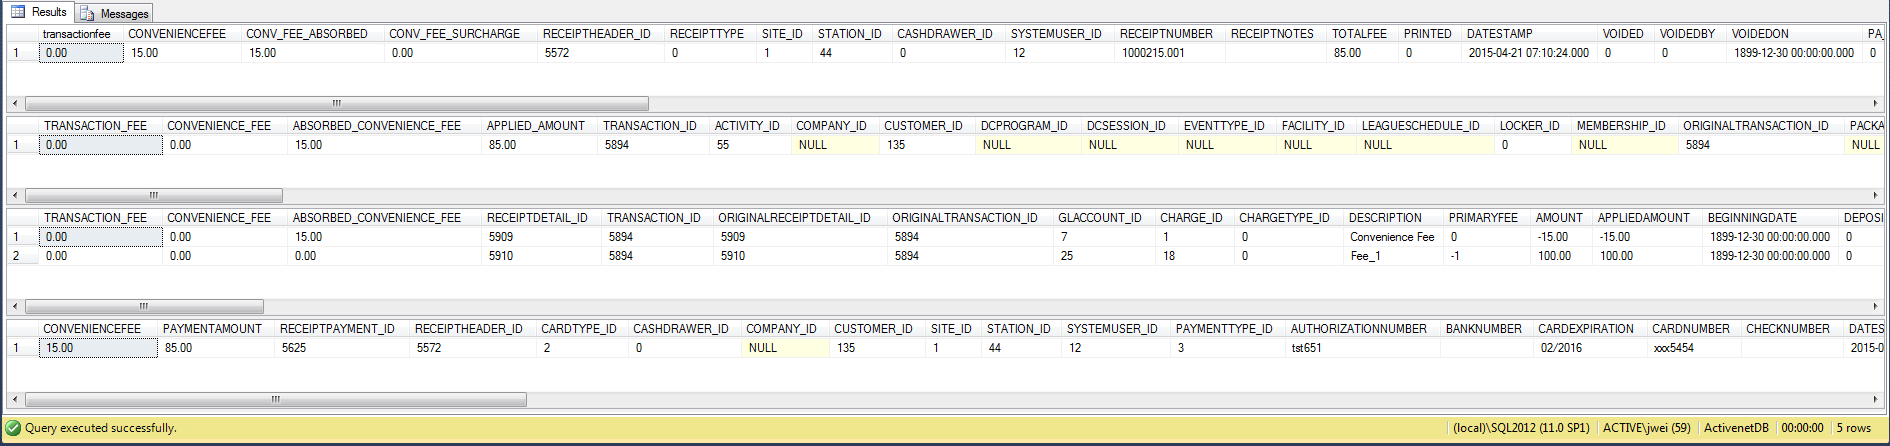 Results Messages
transactionfee CONVENIENCEFEE CONV_FEE_ABSORBED CONV_FEE_SURCHARGE RECEIPTHEADER_ID RECEIPTTYPE SITE_ID STATION_ID CASHDRAWER_ID SYSTEMUSER_ID RECEIPTNUMBER RECEIPTNOTES TOTALFEE PRINTED DATESTAMP VOIDED VOIDEDBY VOIDEDON PA_
1 0.00 15.00 15.00 0.00 5572 0 1 44 0 12 1000215.001 85.00 0 2015-04-21 07:10:24.000 0 0 1899-12-30 00:00:00.000 0
TRANSACTION_FEE CONVENIENCE_FEE ABSORBED_CONVENIENCE_FEE APPLIED_AMOUNT TRANSACTION_ID ACTIVITY_ID COMPANY_ID CUSTOMER_ID DCPROGRAM_ID DCSESSION_ID EVENTTYPE_ID FACILITY_ID LEAGUESCHEDULE_ID LOCKER_ID MEMBERSHIP_ID ORIGINALTRANSACTION_ID PACKA
1 0.00 0.00 15.00 85.00 5894 55 NULL 135 NULL NULL NULL NULL NULL 0 NULL 5894 NULL
TRANSACTION_FEE CONVENIENCE_FEE ABSORBED_CONVENIENCE_FEE RECEIPTDETAIL_ID TRANSACTION_ID ORIGINALRECEIPTDETAIL_ID ORIGINALTRANSACTION_ID GLACCOUNT_ID CHARGE_ID CHARGETYPE_ID DESCRIPTION PRIMARYFEE AMOUNT APPLIEDAMOUNT BEGINNINGDATE DEPOSI
1 0.00 0.00 15.00 5909 5894 5909 5894 7 1 0 Convenience Fee 0 -15.00 -15.00 1899-12-30 00:00:00.000 0
2 0.00 0.00 0.00 5910 5894 5910 5894 25 18 0 Fee_1 -1 100.00 100.00 1899-12-30 00:00:00.000 0
CONVENIENCEFEE PAYMENTAMOUNT RECEIPTPAYMENT_ID RECEIPTHEADER_ID CARDTYPE_ID CASHDRAWER_ID COMPANY_ID CUSTOMER_ID SITE_ID STATION_ID SYSTEMUSER_ID PAYMENTTYPE_ID AUTHORIZATIONNUMBER BANKNUMBER CARDEXPIRATION CARDNUMBER CHECKNUMBER DATES
1 15.00 85.00 5625 5572 2 0 NULL 135 1 44 12 3 tst651 02/2016 xxx5454 2015-0
Query executed successfully. (local)\SQL2012 (11.0 SP1) ACTIVE\jwei (59) ActivenetDB 00:00:00 5 rows